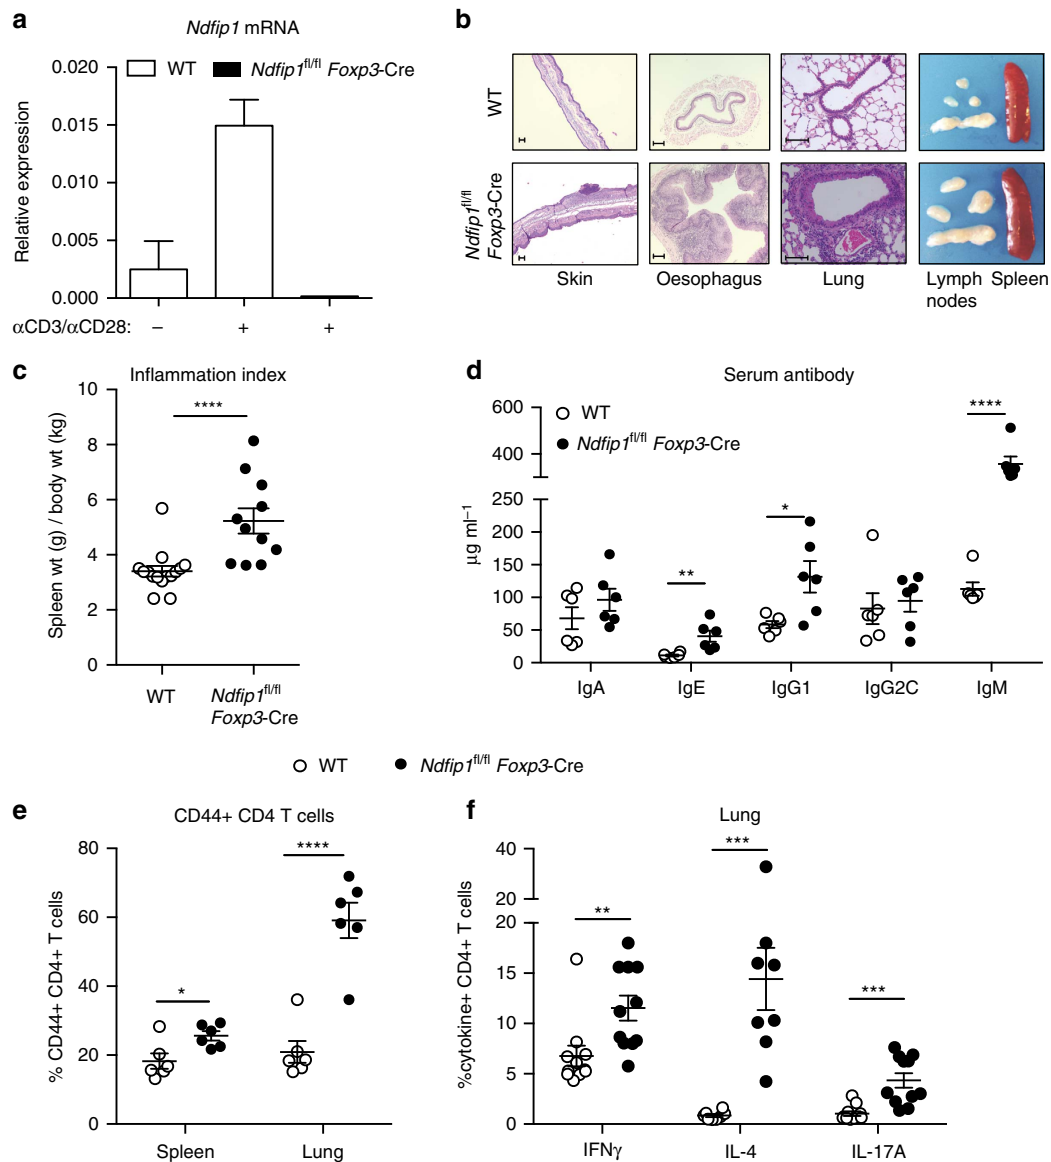 a
Ndfip1 mRNA
WT
Ndfip1fl/fl Foxp3-Cre
Relative expression
0.020
0.015
0.010
0.005
0.000
αCD3/αCD28: – + +
b
WT
Ndfip1fl/fl
Foxp3-Cre
Skin
Oesophagus
Lung
Lymph nodes
Spleen
c
Inflammation index
****
Spleen wt (g) / body wt (kg)
10
8
6
4
2
0
WT
Ndfip1fl/fl
Foxp3-Cre
d
Serum antibody
WT
Ndfip1fl/fl Foxp3-Cre
µg ml–1
600
400
250
200
150
100
50
0
**
*
****
IgA IgE IgG1 IgG2C IgM
WT
Ndfip1fl/fl Foxp3-Cre
e
CD44+ CD4 T cells
% CD44+ CD4+ T cells
80
60
40
20
0
*
****
Spleen Lung
f
Lung
%cytokine+ CD4+ T cells
40
20
20
15
10
5
0
**
***
***
IFNγ IL-4 IL-17A